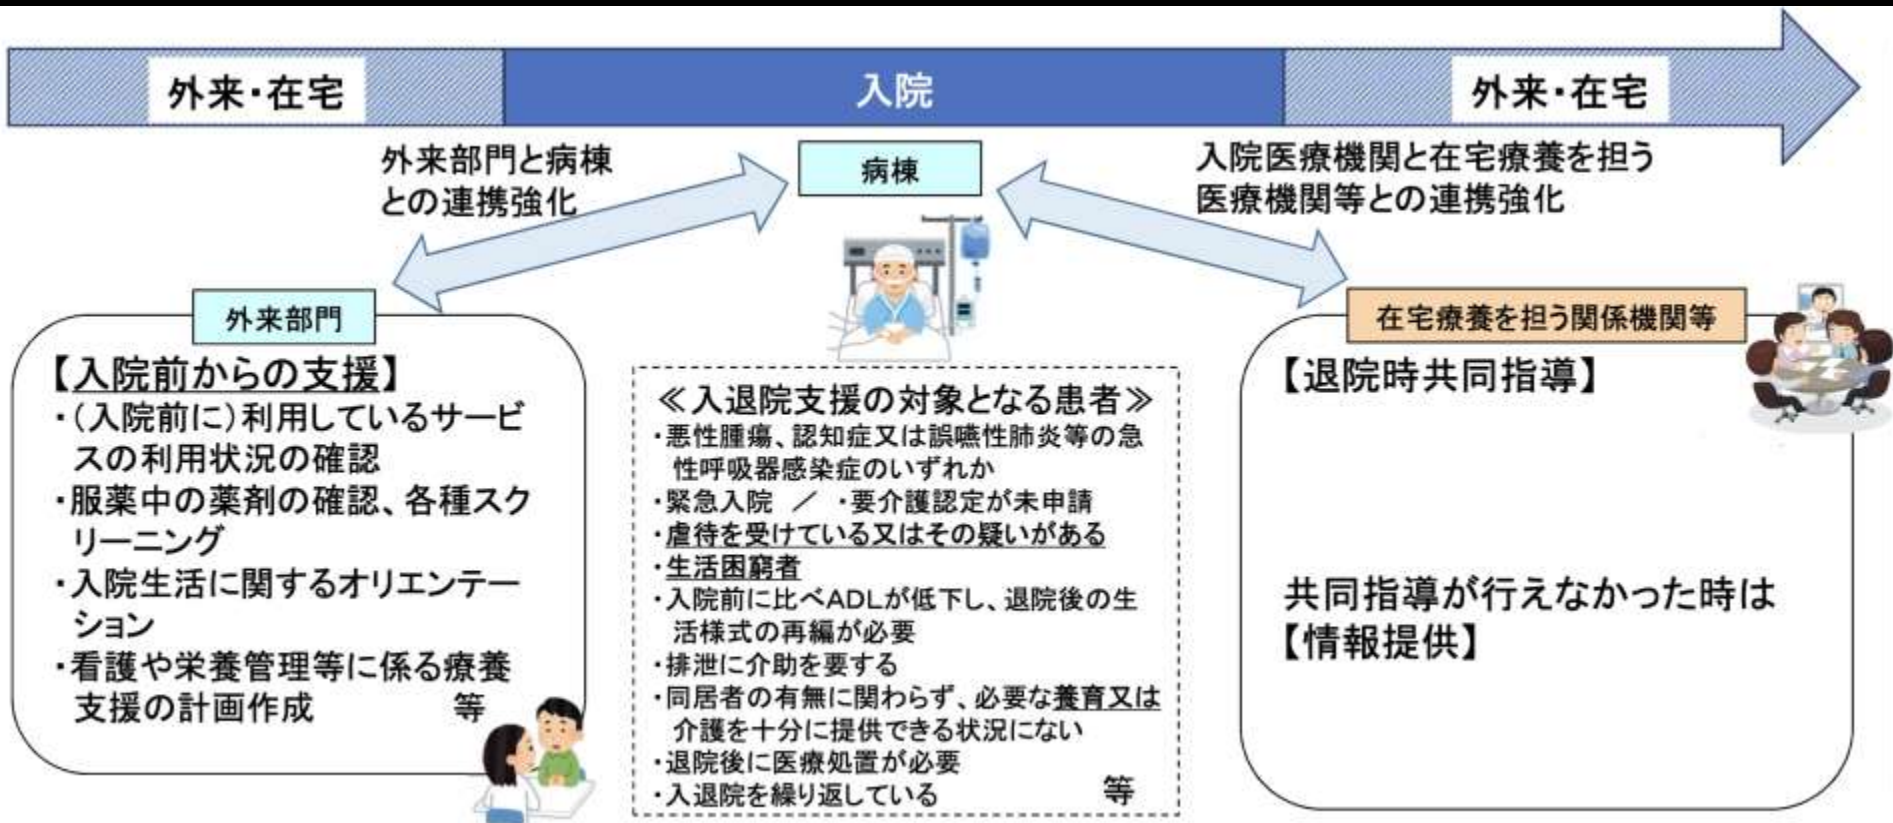 外来・在宅
入院
外来・在宅
外来部門と病棟
との連携強化
病棟
入院医療機関と在宅療養を担う
医療機関等との連携強化
外来部門
【入院前からの支援】
・(入院前に)利用しているサービ
スの利用状況の確認
・服薬中の薬剤の確認、各種スク
リーニング
・入院生活に関するオリエンテー
ション
・看護や栄養管理等に係る療養
支援の計画作成 等
≪入退院支援の対象となる患者≫
・悪性腫瘍、認知症又は誤嚥性肺炎等の急
性呼吸器感染症のいずれか
・緊急入院 ／ ・要介護認定が未申請
・虐待を受けている又はその疑いがある
・生活困窮者
・入院前に比べADLが低下し、退院後の生
活様式の再編が必要
・排泄に介助を要する
・同居者の有無に関わらず、必要な養育又は
介護を十分に提供できる状況にない
・退院後に医療処置が必要
・入退院を繰り返している 等
在宅療養を担う関係機関等
【退院時共同指導】
共同指導が行えなかった時は
【情報提供】